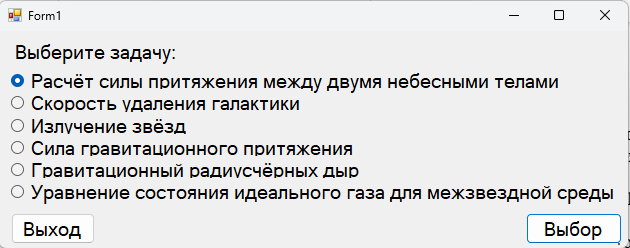 Form1
Выберите задачу:
Расчёт силы притяжения между двумя небесными телами
Скорость удаления галактики
Излучение звёзд
Сила гравитационного притяжения
Гравитационный радиусчёрных дыр
Уравнение состояния идеального газа для межзвездной среды
Выход
Выбор